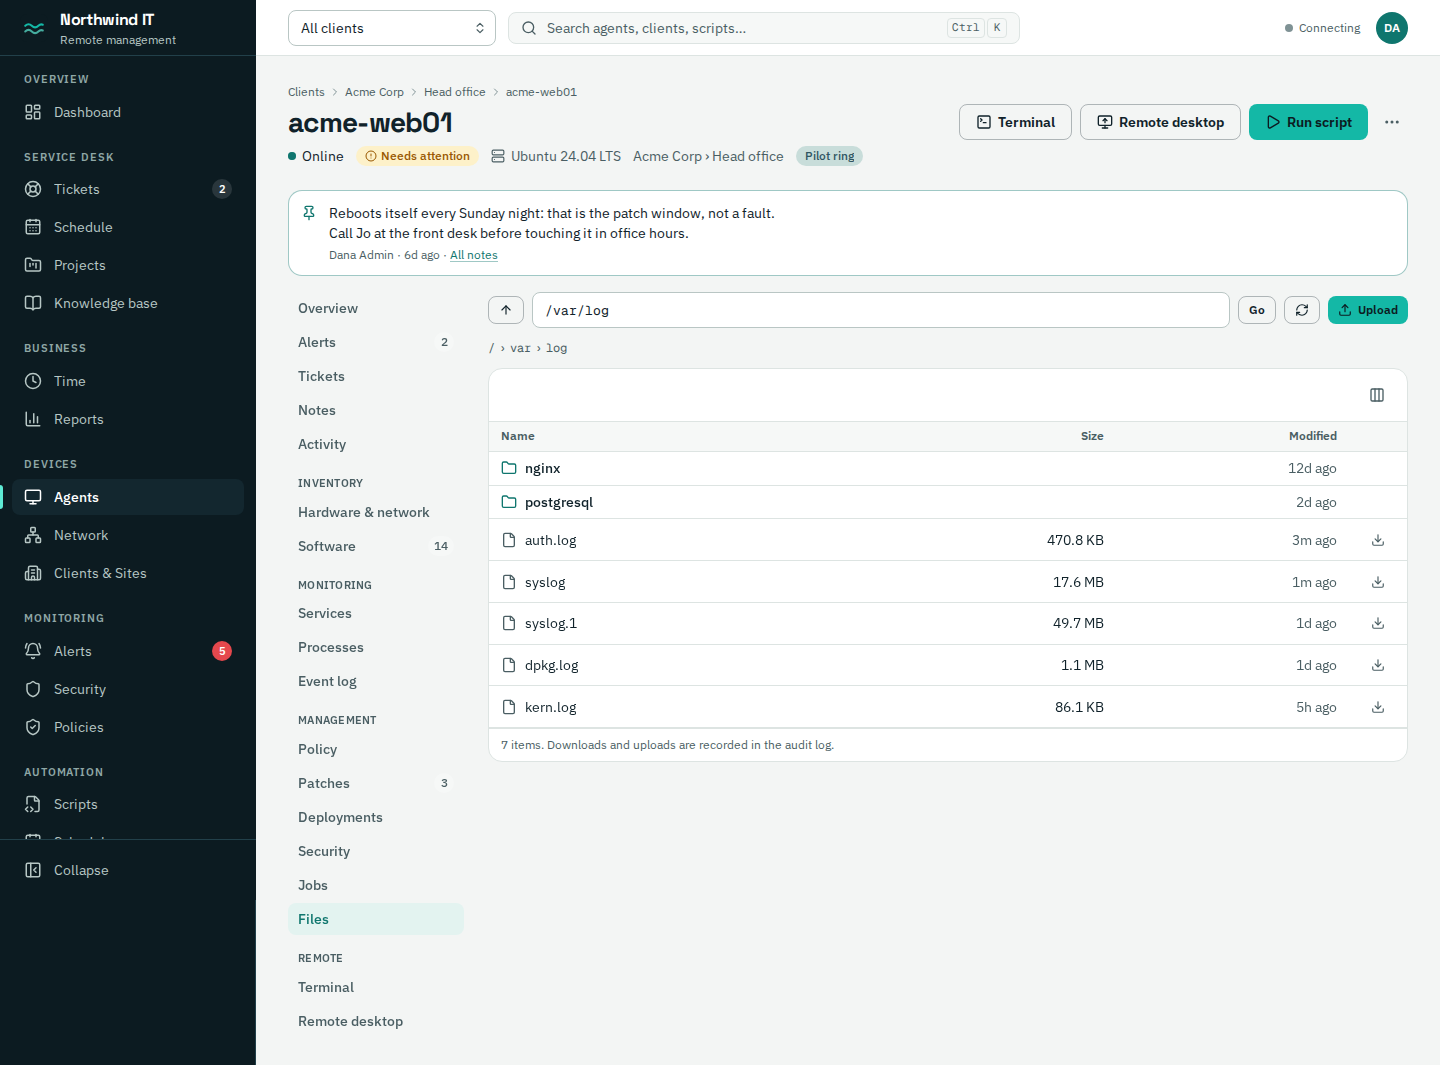 Northwind IT
Remote management
OVERVIEW
Dashboard
SERVICE DESK
Tickets 2
Schedule
Projects
Knowledge base
BUSINESS
Time
Reports
DEVICES
Agents
Network
Clients & Sites
MONITORING
Alerts 5
Security
Policies
AUTOMATION
Scripts
Collapse
All clients
Search agents, clients, scripts... Ctrl K
Connecting DA
Clients › Acme Corp › Head office › acme-web01
acme-web01
Terminal Remote desktop Run script
Online Needs attention Ubuntu 24.04 LTS Acme Corp › Head office Pilot ring
Reboots itself every Sunday night: that is the patch window, not a fault.
Call Jo at the front desk before touching it in office hours.
Dana Admin · 6d ago · All notes
Overview
Alerts 2
Tickets
Notes
Activity
INVENTORY
Hardware & network
Software 14
MONITORING
Services
Processes
Event log
MANAGEMENT
Policy
Patches 3
Deployments
Security
Jobs
Files
REMOTE
Terminal
Remote desktop
/var/log Go Upload
/ › var › log
Name Size Modified
nginx 12d ago
postgresql 2d ago
auth.log 470.8 KB 3m ago
syslog 17.6 MB 1m ago
syslog.1 49.7 MB 1d ago
dpkg.log 1.1 MB 1d ago
kern.log 86.1 KB 5h ago
7 items. Downloads and uploads are recorded in the audit log.